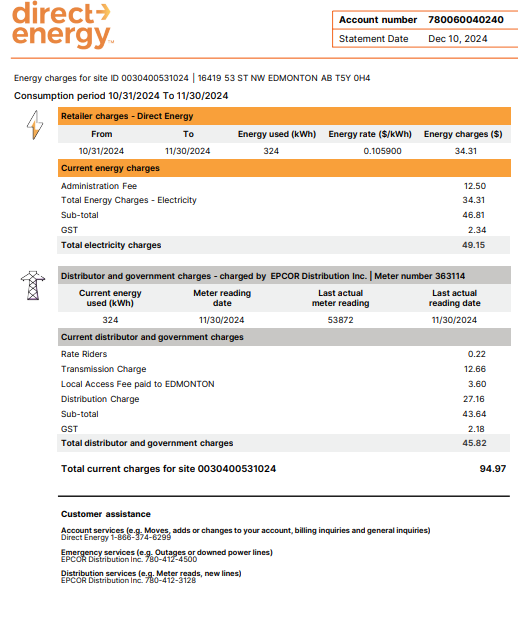 direct
energy™
Account number 780060040240
Statement Date Dec 10, 2024
Energy charges for site ID 0030400531024 | 16419 53 ST NW EDMONTON AB T5Y 0H4
Consumption period 10/31/2024 To 11/30/2024
Retailer charges - Direct Energy
From To Energy used (kWh) Energy rate ($/kWh) Energy charges ($)
10/31/2024 11/30/2024 324 0.105900 34.31
Current energy charges
Administration Fee 12.50
Total Energy Charges - Electricity 34.31
Sub-total 46.81
GST 2.34
Total electricity charges 49.15
Distributor and government charges - charged by EPCOR Distribution Inc. | Meter number 363114
Current energy Meter reading Last actual Last actual
used (kWh) date meter reading reading date
324 11/30/2024 53872 11/30/2024
Current distributor and government charges
Rate Riders 0.22
Transmission Charge 12.66
Local Access Fee paid to EDMONTON 3.60
Distribution Charge 27.16
Sub-total 43.64
GST 2.18
Total distributor and government charges 45.82
Total current charges for site 0030400531024 94.97
Customer assistance
Account services (e.g. Moves, adds or changes to your account, billing inquiries and general inquiries)
Direct Energy 1-866-374-6299
Emergency services (e.g. Outages or downed power lines)
EPCOR Distribution Inc. 780-412-4500
Distribution services (e.g. Meter reads, new lines)
EPCOR Distribution Inc. 780-412-3128